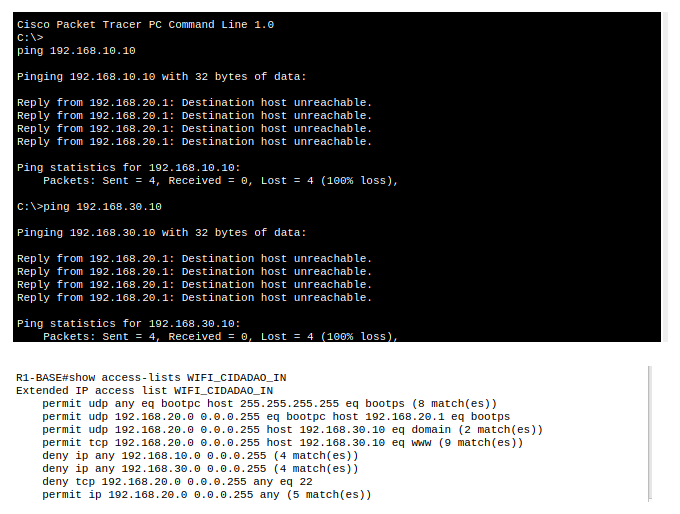 Cisco Packet Tracer PC Command Line 1.0
C:\>
ping 192.168.10.10
Pinging 192.168.10.10 with 32 bytes of data:
Reply from 192.168.20.1: Destination host unreachable.
Reply from 192.168.20.1: Destination host unreachable.
Reply from 192.168.20.1: Destination host unreachable.
Reply from 192.168.20.1: Destination host unreachable.
Ping statistics for 192.168.10.10:
    Packets: Sent = 4, Received = 0, Lost = 4 (100% loss),
C:\>ping 192.168.30.10
Pinging 192.168.30.10 with 32 bytes of data:
Reply from 192.168.20.1: Destination host unreachable.
Reply from 192.168.20.1: Destination host unreachable.
Reply from 192.168.20.1: Destination host unreachable.
Reply from 192.168.20.1: Destination host unreachable.
Ping statistics for 192.168.30.10:
    Packets: Sent = 4, Received = 0, Lost = 4 (100% loss),
R1-BASE#show access-lists WIFI_CIDADAO_IN
Extended IP access list WIFI_CIDADAO_IN
    permit udp any eq bootpc host 255.255.255.255 eq bootps (8 match(es))
    permit udp 192.168.20.0 0.0.0.255 eq bootpc host 192.168.20.1 eq bootps
    permit udp 192.168.20.0 0.0.0.255 host 192.168.30.10 eq domain (2 match(es))
    permit tcp 192.168.20.0 0.0.0.255 host 192.168.30.10 eq www (9 match(es))
    deny ip any 192.168.10.0 0.0.0.255 (4 match(es))
    deny ip any 192.168.30.0 0.0.0.255 (4 match(es))
    deny tcp 192.168.20.0 0.0.0.255 any eq 22
    permit ip 192.168.20.0 0.0.0.255 any (5 match(es))